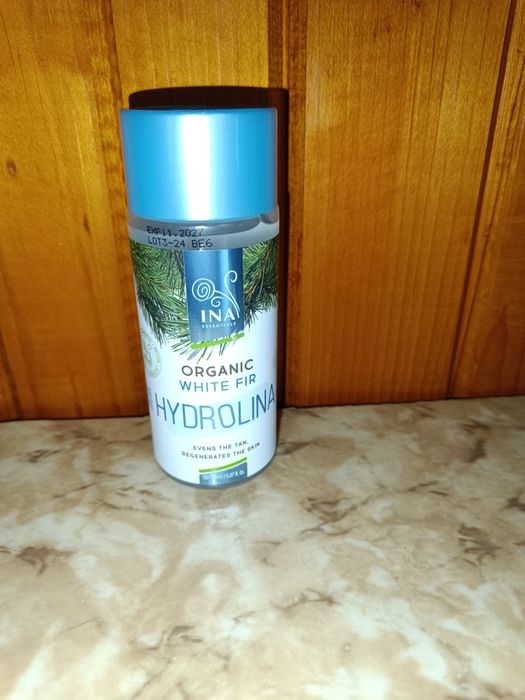 EXP11.2027
LOT3-24 BE6
INA
ESSENTIALS
ORGANIC
WHITE FIR
HYDROLINA
EVENS THE TAN,
REGENERATES THE SKIN